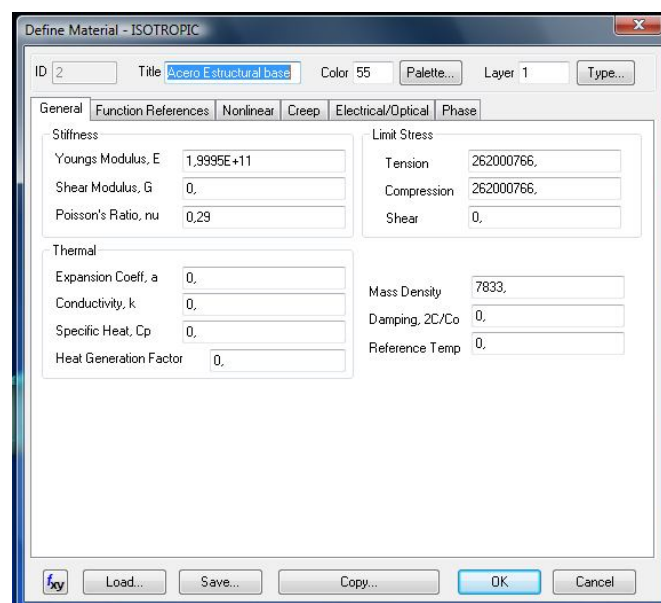 Define Material - ISOTROPIC
ID 2 Title Acero Estructural base Color 55 Palette... Layer 1 Type...
General Function References Nonlinear Creep Electrical/Optical Phase
Stiffness
Youngs Modulus, E 1,9995E+11
Shear Modulus, G 0,
Poisson's Ratio, nu 0,29
Limit Stress
Tension 262000766,
Compression 262000766,
Shear 0,
Thermal
Expansion Coeff, a 0,
Conductivity, k 0,
Specific Heat, Cp 0,
Heat Generation Factor 0,
Mass Density 7833,
Damping, 2C/Co 0,
Reference Temp 0,
fxy Load... Save... Copy... OK Cancel